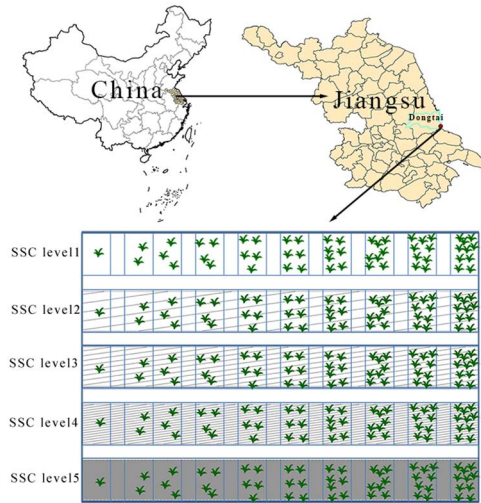 China
Jiangsu
Dongtai
SSC level1
SSC level2
SSC level3
SSC level4
SSC level5